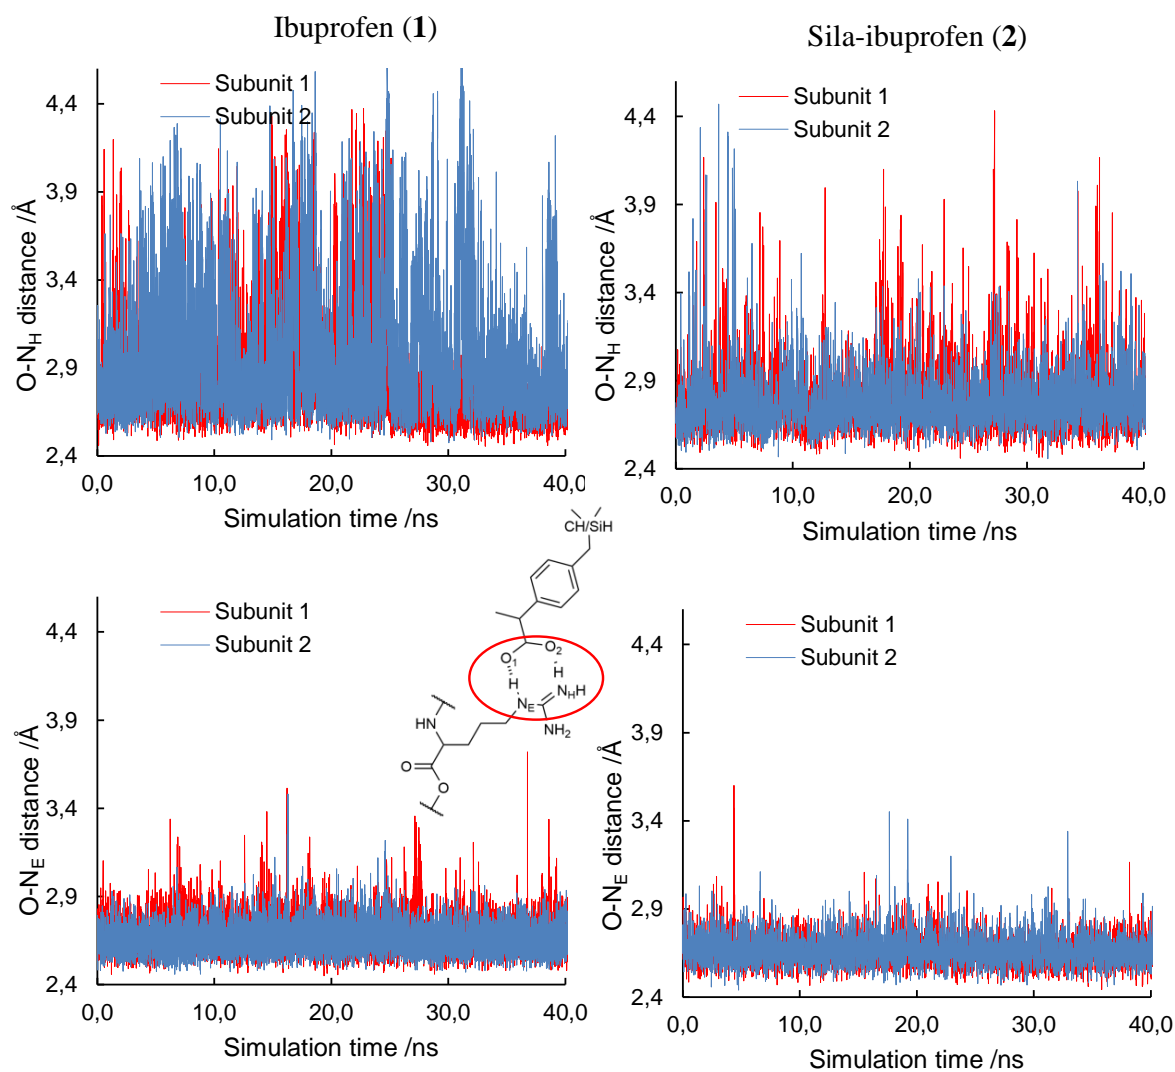 Ibuprofen (1)
Sila-ibuprofen (2)
Subunit 1
Subunit 2
4,4
3,9
3,4
2,9
2,4
O-NH distance /Å
0,0 10,0 20,0 30,0 40,0
Simulation time /ns
Subunit 1
Subunit 2
4,4
3,9
3,4
2,9
2,4
O-NH distance /Å
0,0 10,0 20,0 30,0 40,0
Simulation time /ns
Subunit 1
Subunit 2
4,4
3,9
3,4
2,9
2,4
O-NE distance /Å
0,0 10,0 20,0 30,0 40,0
Simulation time /ns
CH/SiH
O1 O2
H
H
NE NHH
HN NH2
O
O
Subunit 1
Subunit 2
4,4
3,9
3,4
2,9
2,4
O-NE distance /Å
0,0 10,0 20,0 30,0 40,0
Simulation time /ns